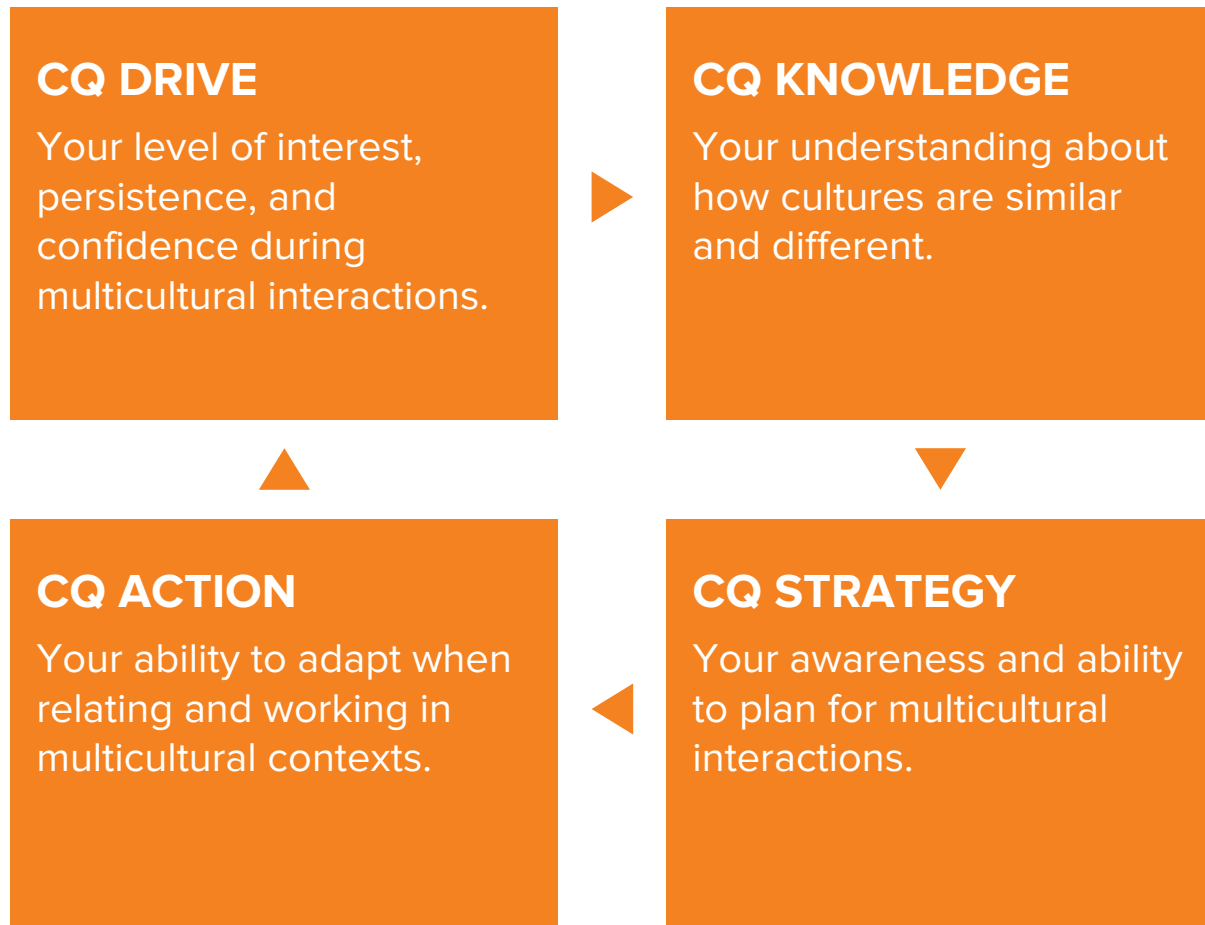 CQ DRIVE
Your level of interest,
persistence, and
confidence during
multicultural interactions.
CQ KNOWLEDGE
Your understanding about
how cultures are similar
and different.
CQ ACTION
Your ability to adapt when
relating and working in
multicultural contexts.
CQ STRATEGY
Your awareness and ability
to plan for multicultural
interactions.